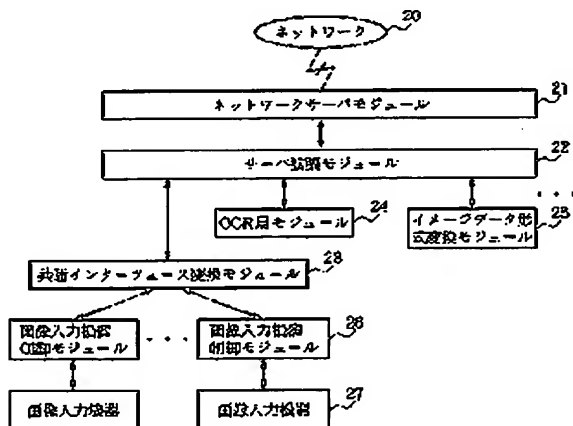 ネットワーク
20
ネットワークサーバモジュール
21
サーバ拡張モジュール
22
OCR用モジュール
24
イメージデータ形
式変換モジュール
25
・・・
共通インターフェース変換モジュール
23
画像入力機器
制御モジュール
・・・
画像入力機器
制御モジュール
26
画像入力機器
画像入力機器
27